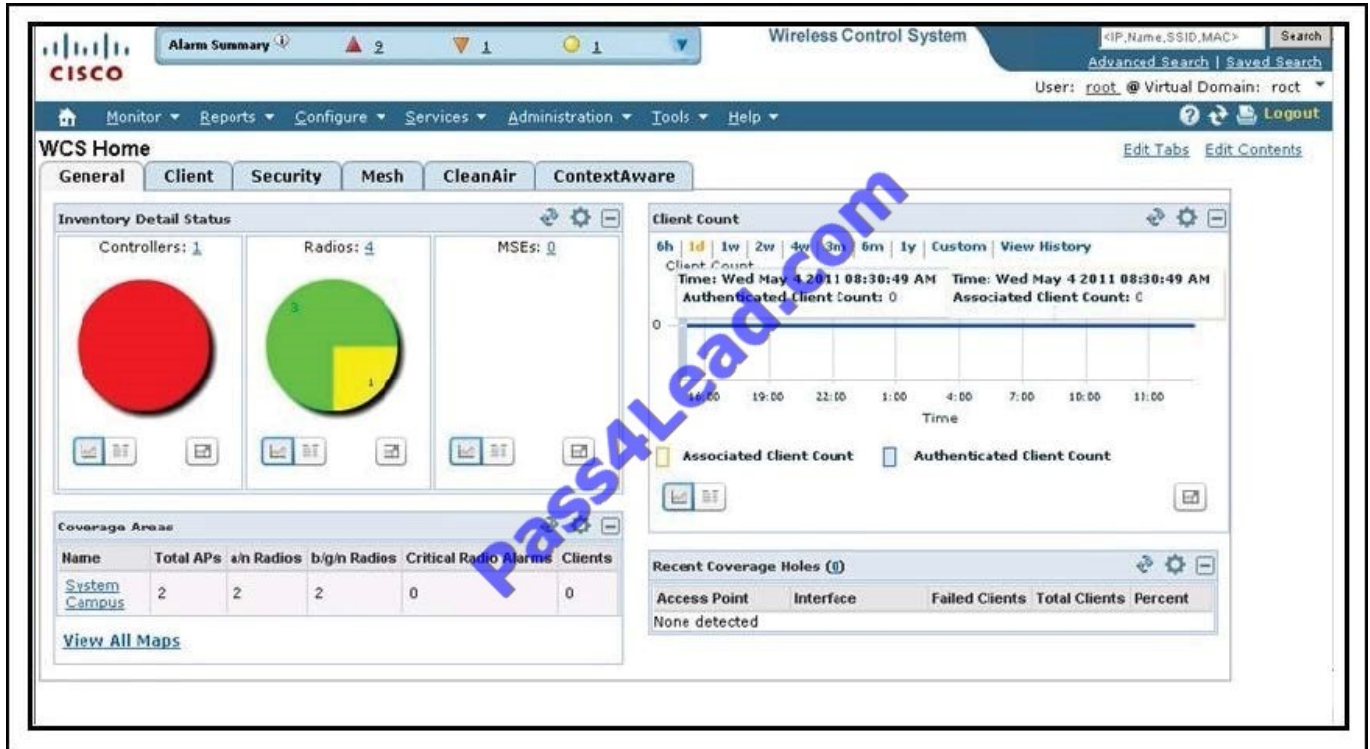 CISCO
Alarm Summary 2 1 1
Wireless Control System
<IP,Name,SSID,MAC> Search
Advanced Search | Saved Search
User: root @ Virtual Domain: roct
Monitor Reports Configure Services Administration Tools Help Logout
WCS Home
Edit Tabs Edit Contents
General Client Security Mesh CleanAir ContextAware
Inventory Detail Status
Controllers: 1 Radios: 4 MSEs: 0
3
1
Client Count
6h | 1d | 1w | 2w | 4w | 3m | 6m | 1y | Custom | View History
Client Count
Time: Wed May 4 2011 08:30:49 AM Time: Wed May 4 2011 08:30:49 AM
Authenticated Client Count: 0 Associated Client Count: 0
0
16:00 19:00 22:00 1:00 4:00 7:00 10:00 11:00
Time
Associated Client Count Authenticated Client Count
Coverage Areas
Name Total APs a/n Radios b/g/n Radios Critical Radio Alarms Clients
System Campus 2 2 2 0 0
View All Maps
Recent Coverage Holes (0)
Access Point Interface Failed Clients Total Clients Percent
None detected
Pass4Lead.com